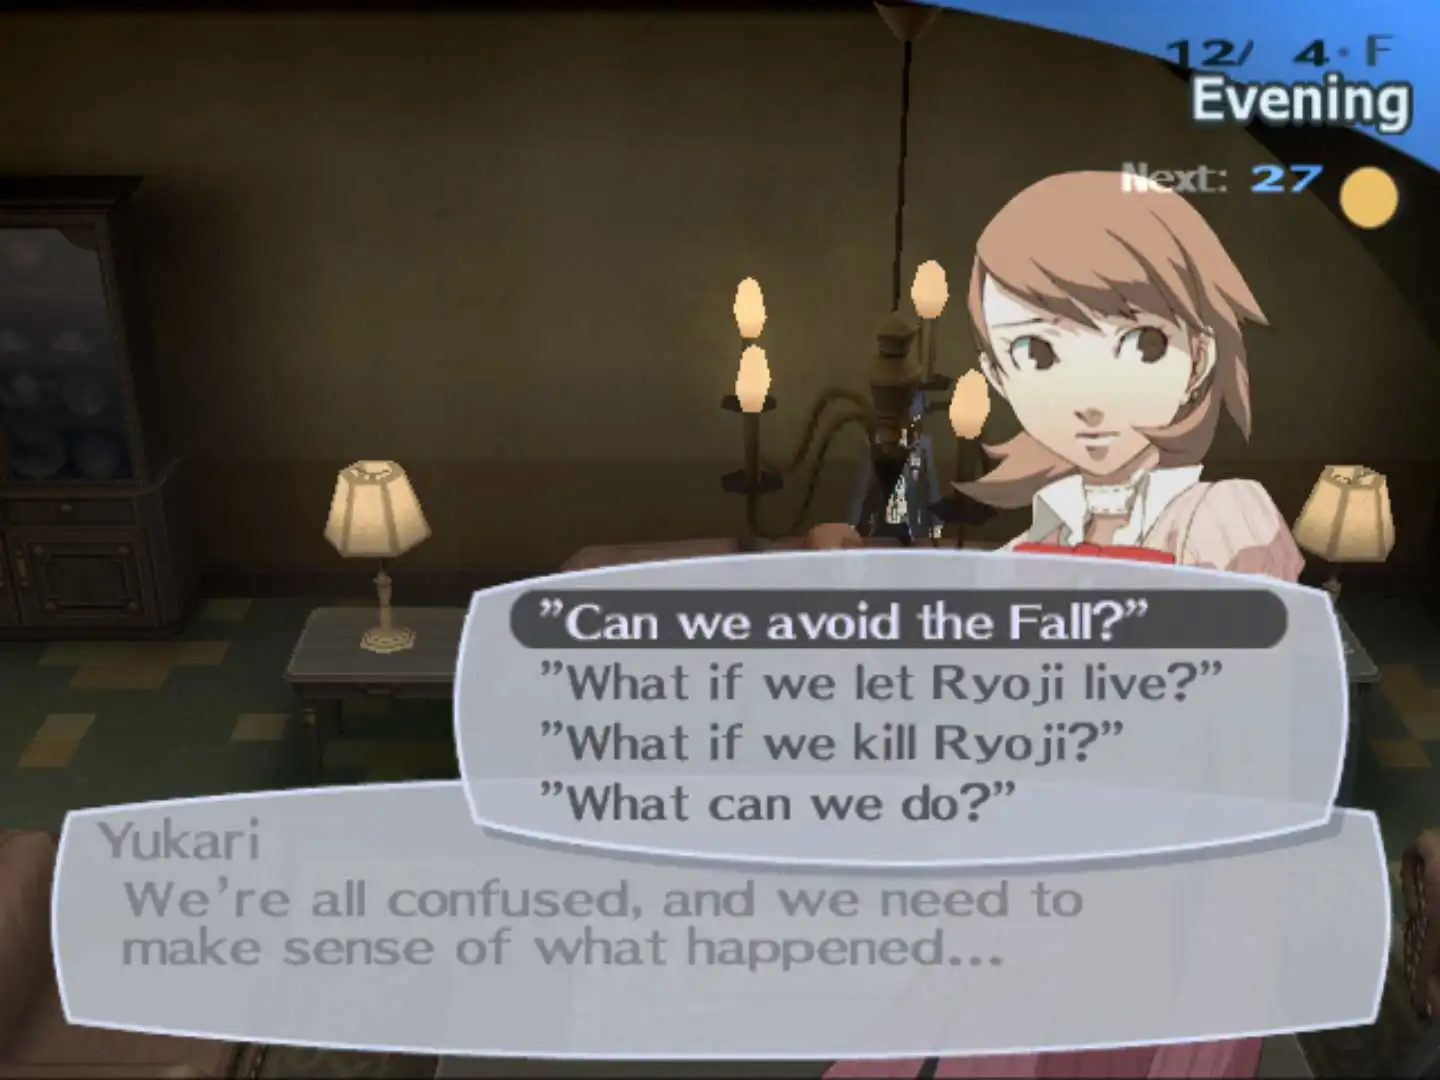 12/ 4・F
Evening
Next: 27
”Can we avoid the Fall?”
”What if we let Ryoji live?”
”What if we kill Ryoji?”
”What can we do?”
Yukari
We’re all confused, and we need to
make sense of what happened...